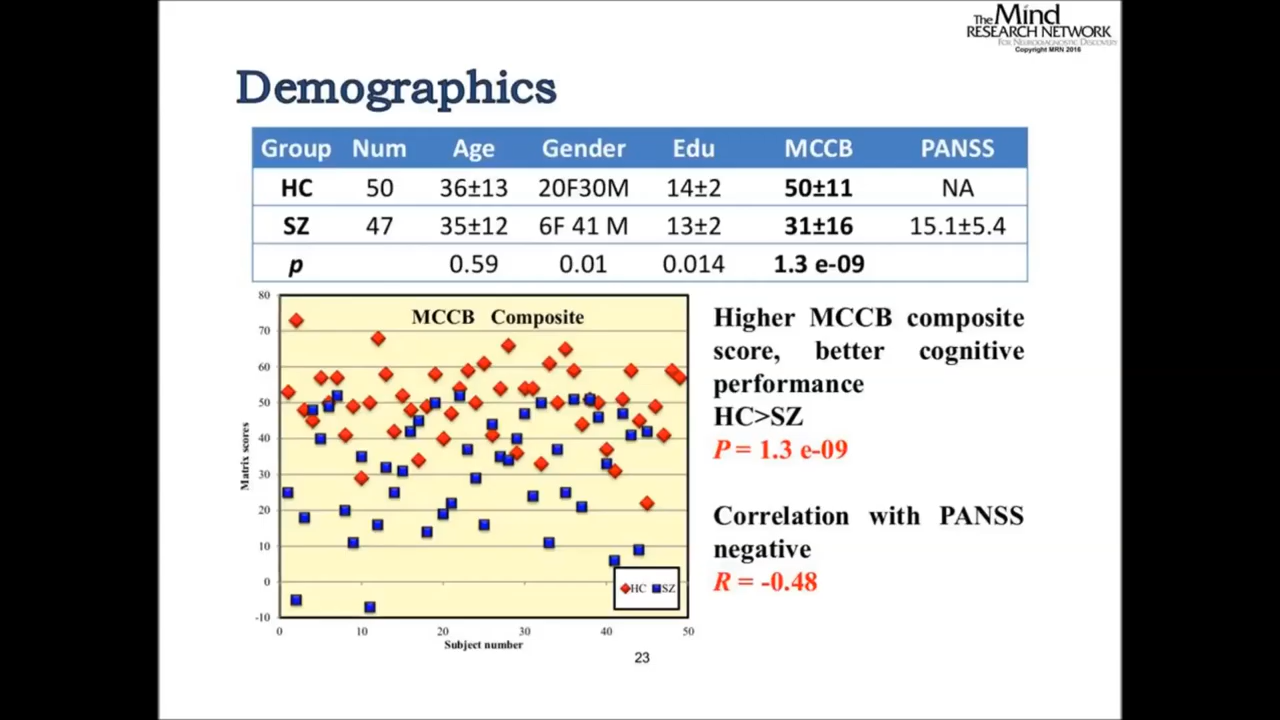 The Mind
RESEARCH NETWORK
FOR NEURODIAGNOSTIC DISCOVERY
Copyright MRN 2016
Demographics
Group Num Age Gender Edu MCCB PANSS
HC 50 36±13 20F30M 14±2 50±11 NA
SZ 47 35±12 6F 41 M 13±2 31±16 15.1±5.4
p 0.59 0.01 0.014 1.3 e-09
MCCB Composite
80
70
60
50
40
30
20
10
0
-10
Matrix scores
0 10 20 30 40 50
Subject number
HC SZ
Higher MCCB composite
score, better cognitive
performance
HC>SZ
P = 1.3 e-09
Correlation with PANSS
negative
R = -0.48
23